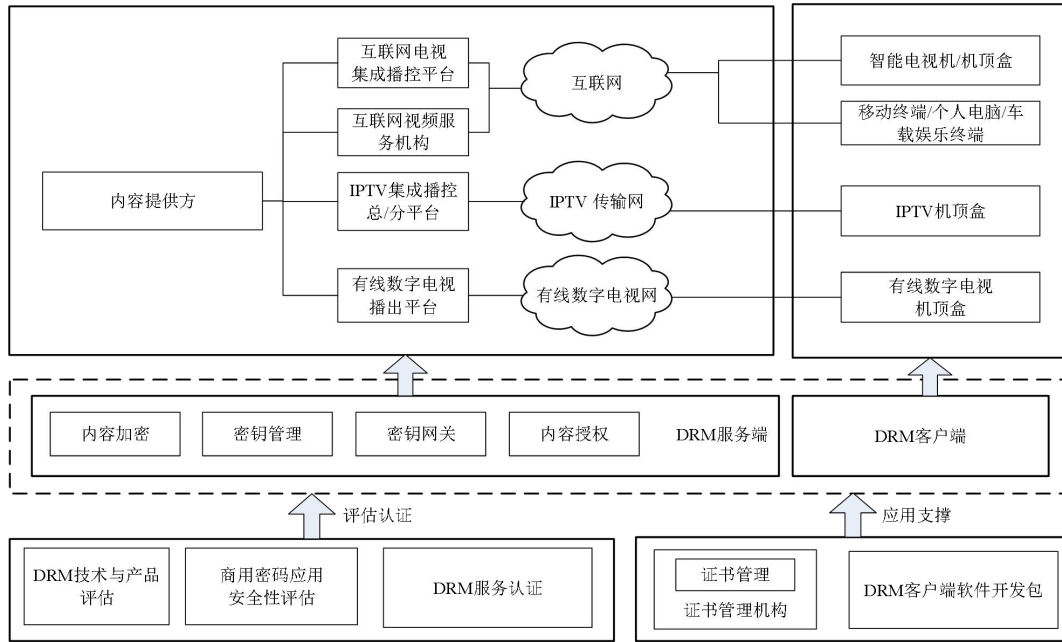 互联网电视
集成播控平台
互联网
智能电视机/机顶盒
互联网视频服
务机构
移动终端/个人电脑/车
载娱乐终端
内容提供方
IPTV集成播控
总/分平台
IPTV 传输网
IPTV机顶盒
有线数字电视
播出平台
有线数字电视网
有线数字电视
机顶盒
内容加密
密钥管理
密钥网关
内容授权
DRM服务端
DRM客户端
评估认证
应用支撑
DRM技术与产品
评估
商用密码应用
安全性评估
DRM服务认证
证书管理
证书管理机构
DRM客户端软件开发包